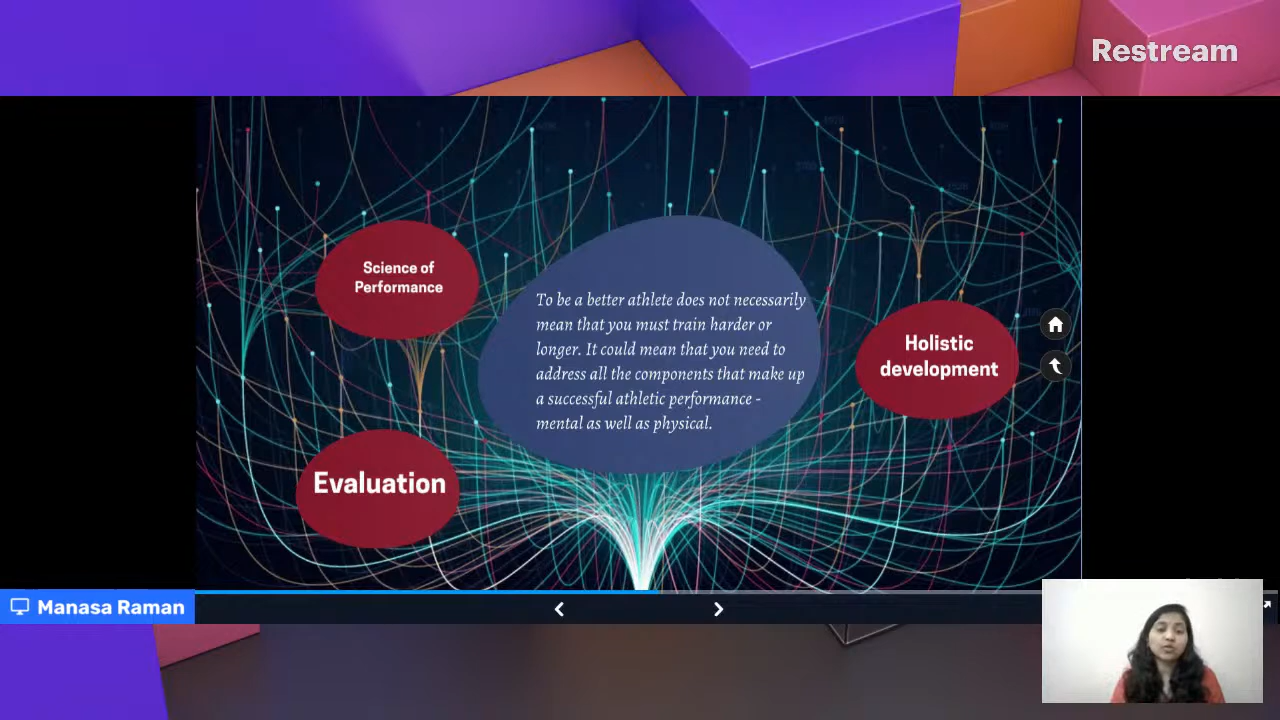 Restream
Science of
Performance
To be a better athlete does not necessarily
mean that you must train harder or
longer. It could mean that you need to
address all the components that make up
a successful athletic performance -
mental as well as physical.
Holistic
development
Evaluation
Manasa Raman